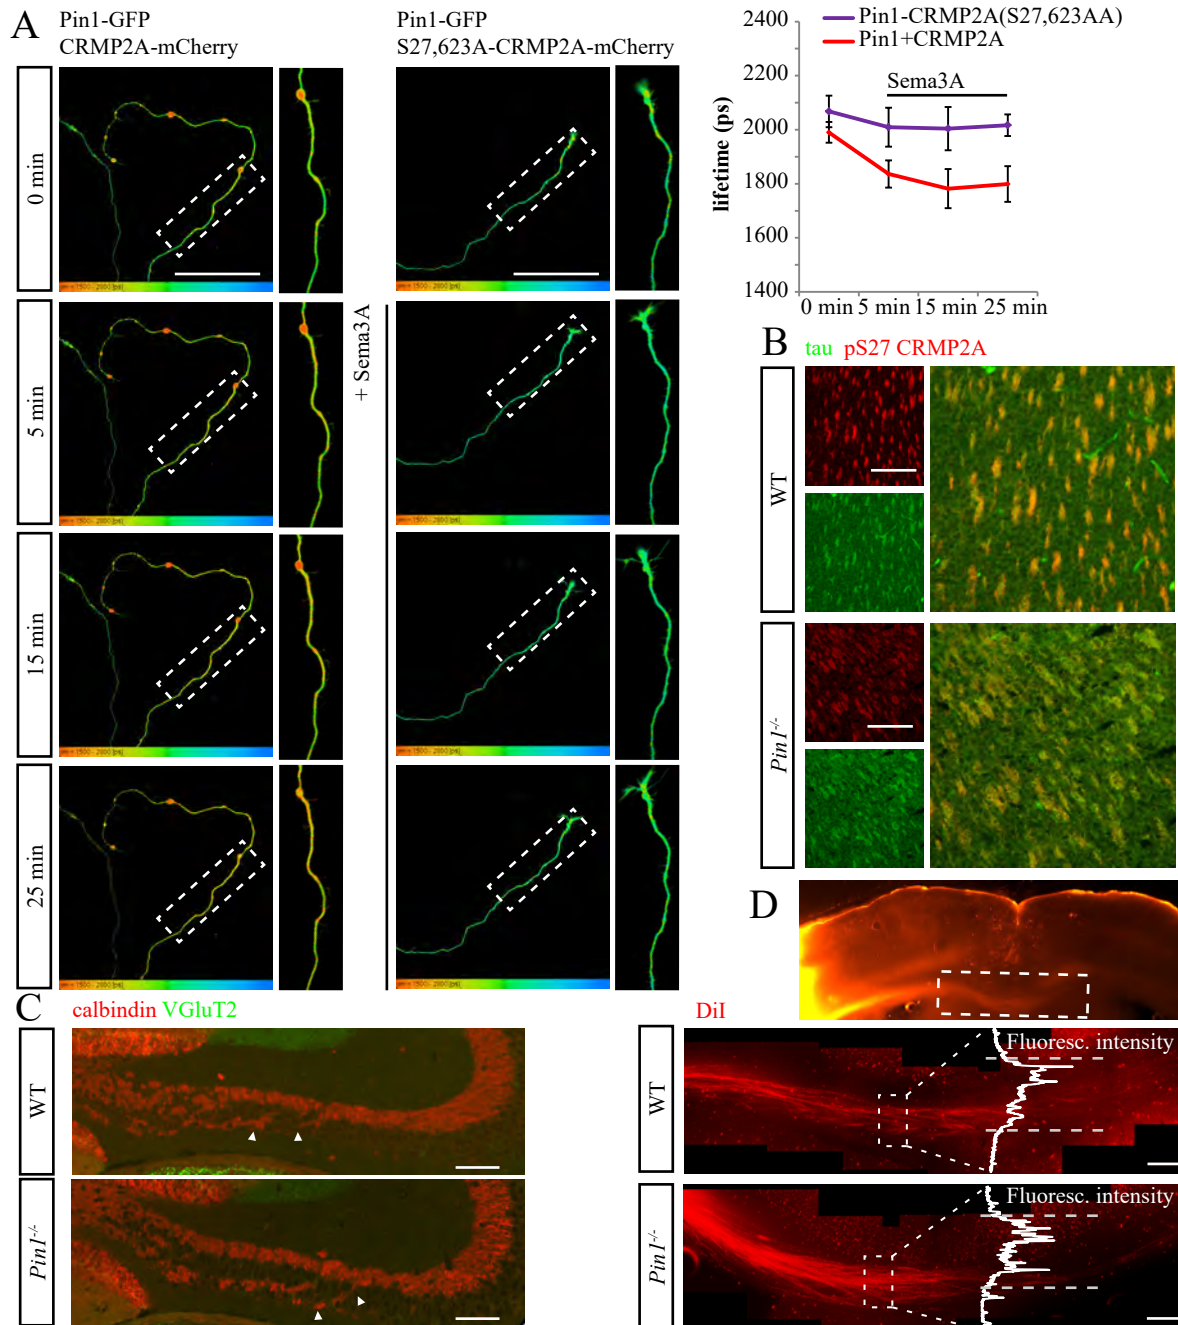 A
Pin1-GFP
CRMP2A-mCherry
Pin1-GFP
S27,623A-CRMP2A-mCherry
0 min
5 min
15 min
25 min
+ Sema3A
2400
2200
2000
1800
1600
1400
lifetime (ps)
Pin1-CRMP2A(S27,623AA)
Pin1+CRMP2A
Sema3A
0 min 5 min 15 min 25 min
B
tau pS27 CRMP2A
WT
Pin1-/-
C
calbindin VGluT2
WT
Pin1-/-
D
DiI
WT
Fluoresc. intensity
Pin1-/-
Fluoresc. intensity